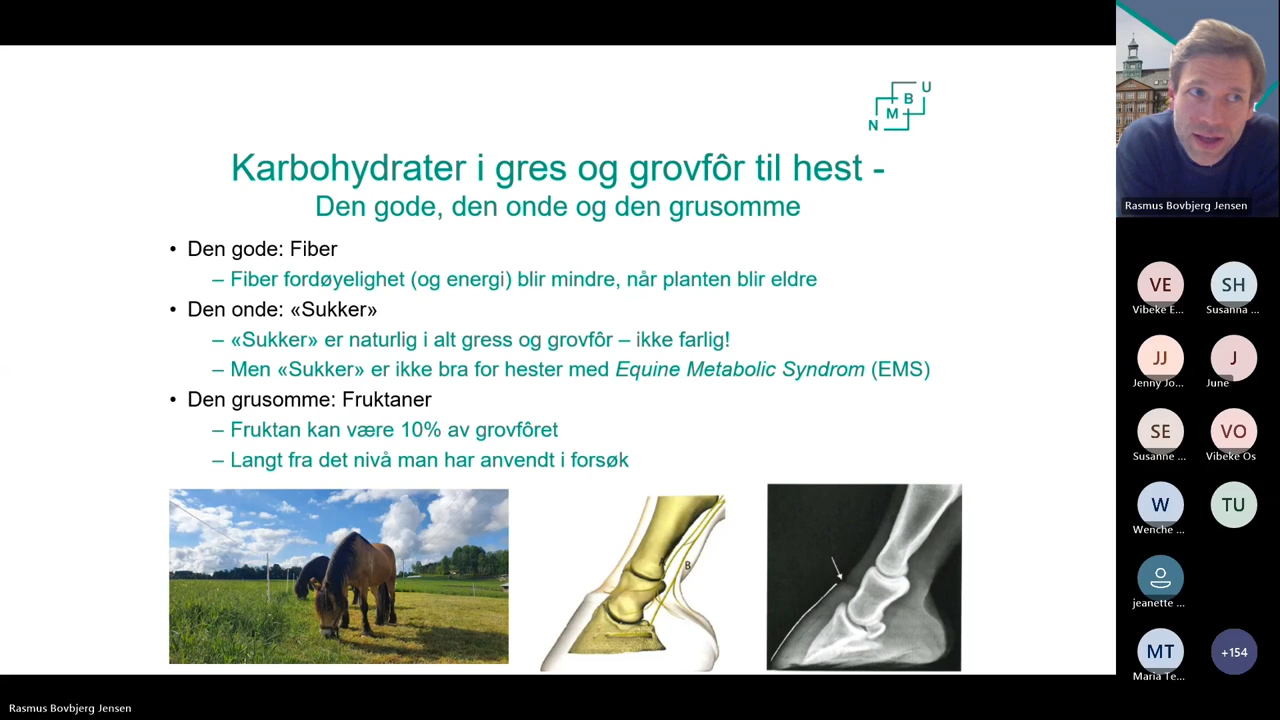 N M B U
Karbohydrater i gres og grovfôr til hest -
Den gode, den onde og den grusomme
• Den gode: Fiber
– Fiber fordøyelighet (og energi) blir mindre, når planten blir eldre
• Den onde: «Sukker»
– «Sukker» er naturlig i alt gress og grovfôr – ikke farlig!
– Men «Sukker» er ikke bra for hester med Equine Metabolic Syndrom (EMS)
• Den grusomme: Fruktaner
– Fruktan kan være 10% av grovfôret
– Langt fra det nivå man har anvendt i forsøk
A
B
Rasmus Bovbjerg Jensen
VE
SH
Vibeke E...
Susanna ...
JJ
J
Jenny Jo...
June
SE
VO
Susanne ...
Vibeke Os
W
TU
Wenche ...
jeanette ...
MT
+154
Maria Te...
Rasmus Bovbjerg Jensen